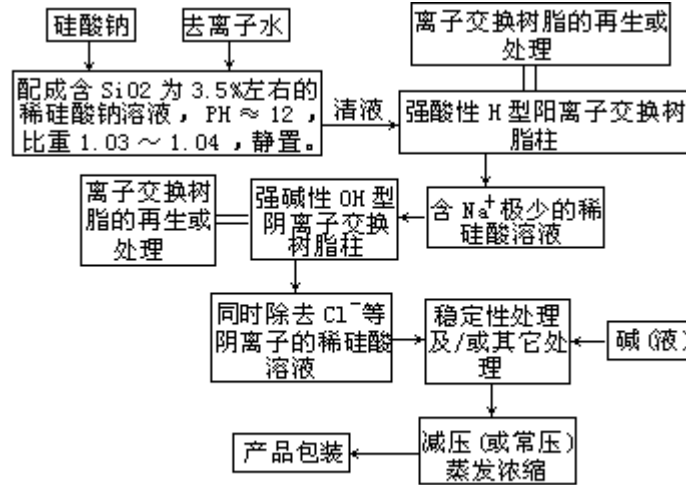 硅酸钠
去离子水
离子交换树脂的再生或
处理
配成含SiO2为3.5%左右的
稀硅酸钠溶液，PH≈12，
比重1.03～1.04，静置。
清液
强酸性H型阳离子交换树
脂柱
离子交换树
脂的再生或
处理
强碱性OH型
阴离子交换
树脂柱
含Na⁺极少的稀
硅酸溶液
同时除去Cl⁻等
阴离子的稀硅酸
溶液
稳定性处理
及/或其它处
理
碱(液)
产品包装
减压(或常压)
蒸发浓缩